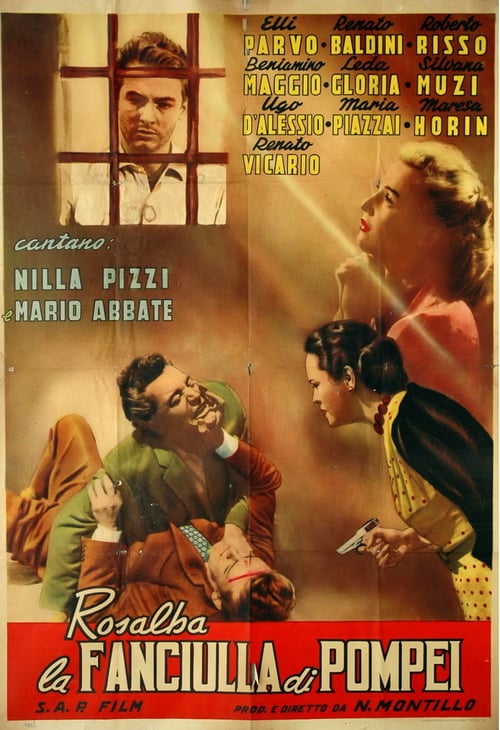 Elli Renato Roberto
PARVO • BALDINI • RISSO
Beniamino Leda Silvana
MAGGIO • GLORIA • MUZI
Ugo Maria Maresa
D'ALESSIO • PIAZZAI • HORIN
Renato
VICARIO
cantano:
NILLA PIZZI
e MARIO ABBATE
Rosalba
la FANCIULLA di POMPEI
S.A.P. FILM PROD. E DIRETTO DA N. MONTILLO